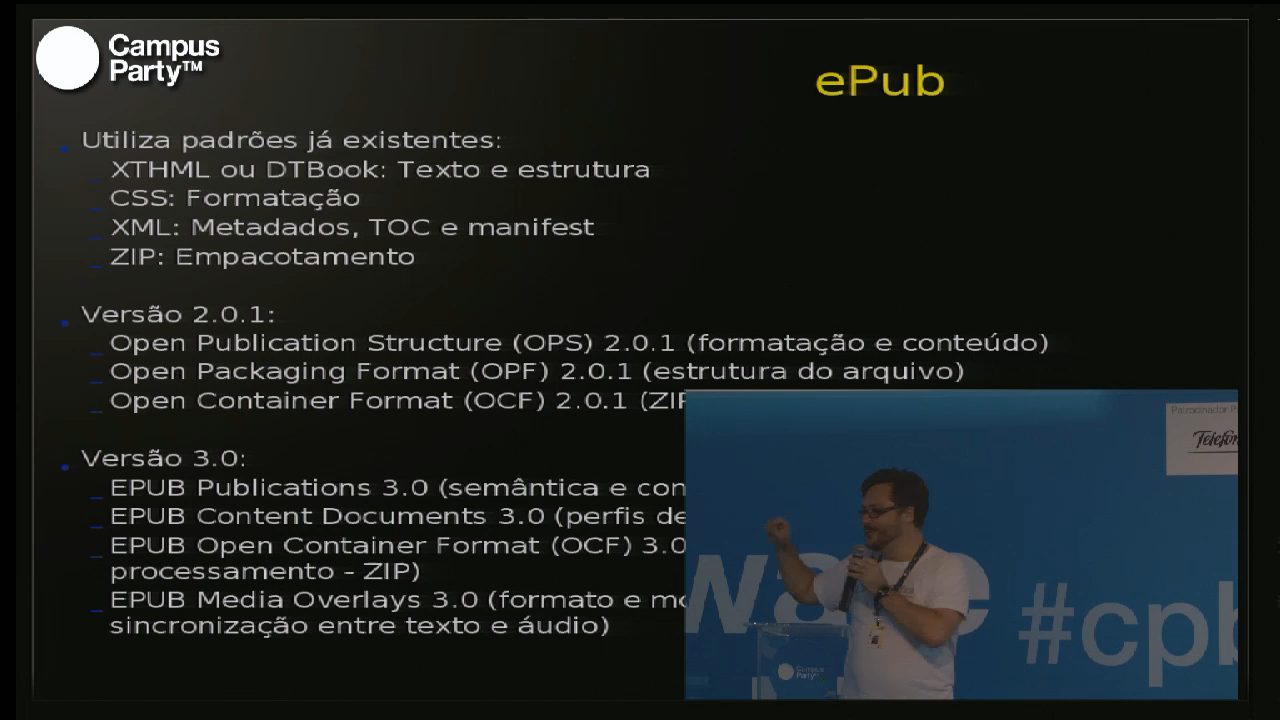 Campus
Party™
ePub
Utiliza padrões já existentes:
XTHML ou DTBook: Texto e estrutura
CSS: Formatação
XML: Metadados, TOC e manifest
ZIP: Empacotamento
Versão 2.0.1:
Open Publication Structure (OPS) 2.0.1 (formatação e conteúdo)
Open Packaging Format (OPF) 2.0.1 (estrutura do arquivo)
Open Container Format (OCF) 2.0.1 (ZIP
Versão 3.0:
EPUB Publications 3.0 (semântica e con
EPUB Content Documents 3.0 (perfis de
EPUB Open Container Format (OCF) 3.0
processamento - ZIP)
EPUB Media Overlays 3.0 (formato e mo
sincronização entre texto e áudio)
Patrocinador
Telefón
#cpb
Campus
Party